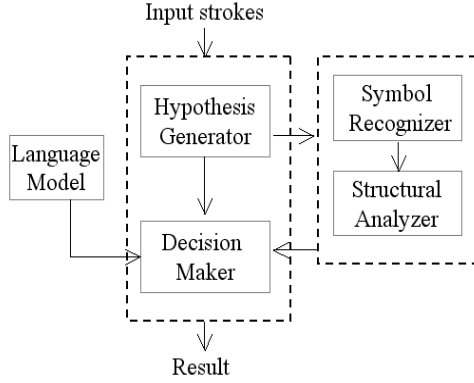 Input strokes
Hypothesis
Generator
Symbol
Recognizer
Language
Model
Structural
Analyzer
Decision
Maker
Result